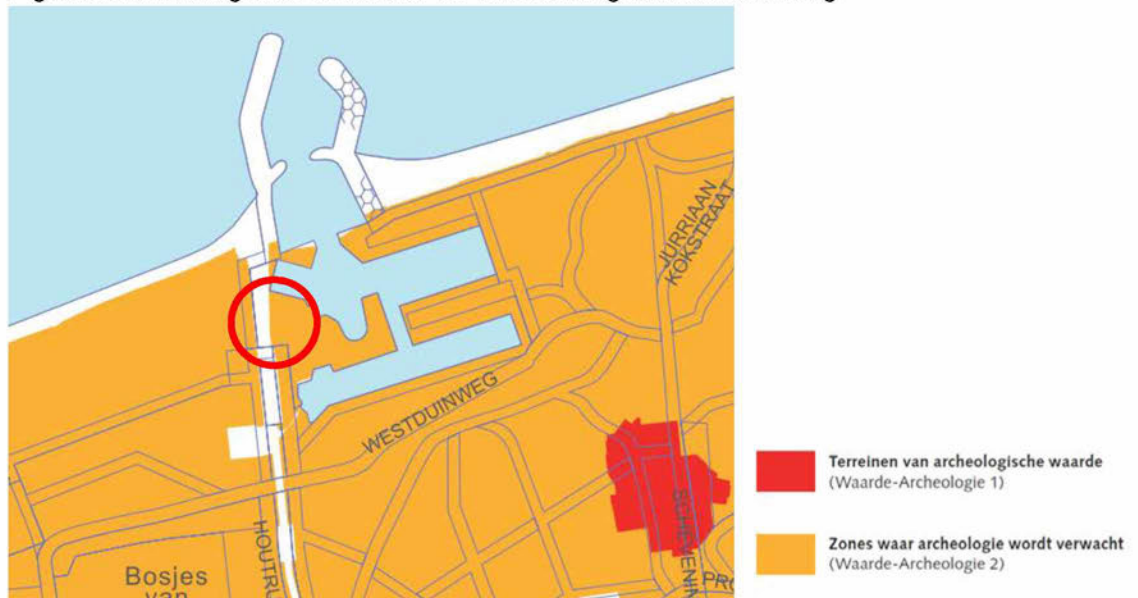 JURRIAAN
KOKSTRAAT
WESTDUINWEG
Terreinen van archeologische waarde
(Waarde-Archeologie 1)
Zones waar archeologie wordt verwacht
(Waarde-Archeologie 2)
SCHEVENIN
HOUTRU
Bosjes
van
PRO